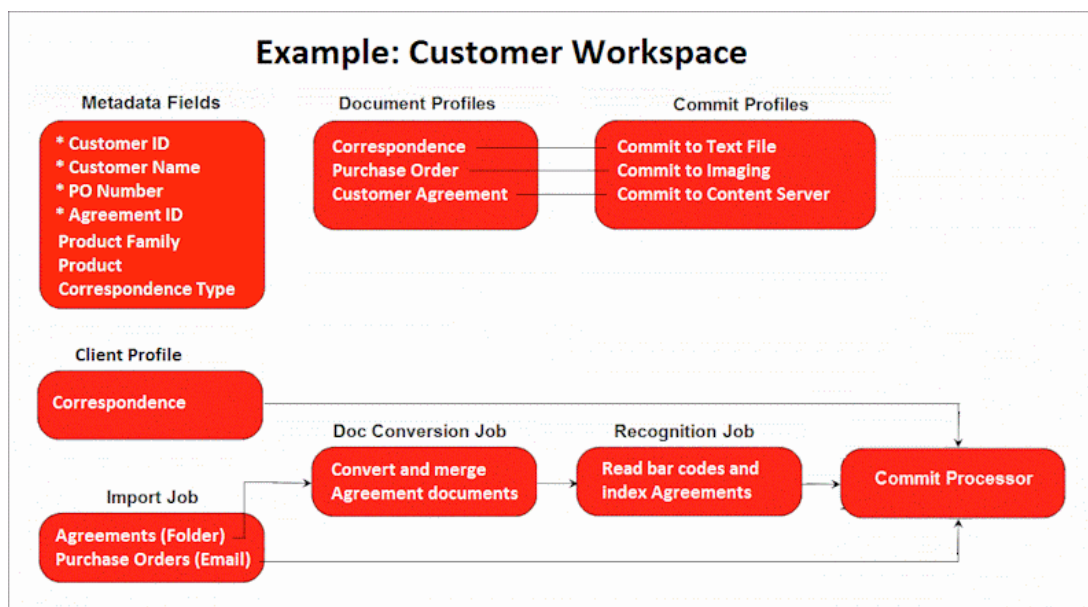 Example: Customer Workspace
Metadata Fields
* Customer ID
* Customer Name
* PO Number
* Agreement ID
Product Family
Product
Correspondence Type
Document Profiles
Correspondence
Purchase Order
Customer Agreement
Commit Profiles
Commit to Text File
Commit to Imaging
Commit to Content Server
Client Profile
Correspondence
Import Job
Agreements (Folder)
Purchase Orders (Email)
Doc Conversion Job
Convert and merge
Agreement documents
Recognition Job
Read bar codes and
index Agreements
Commit Processor